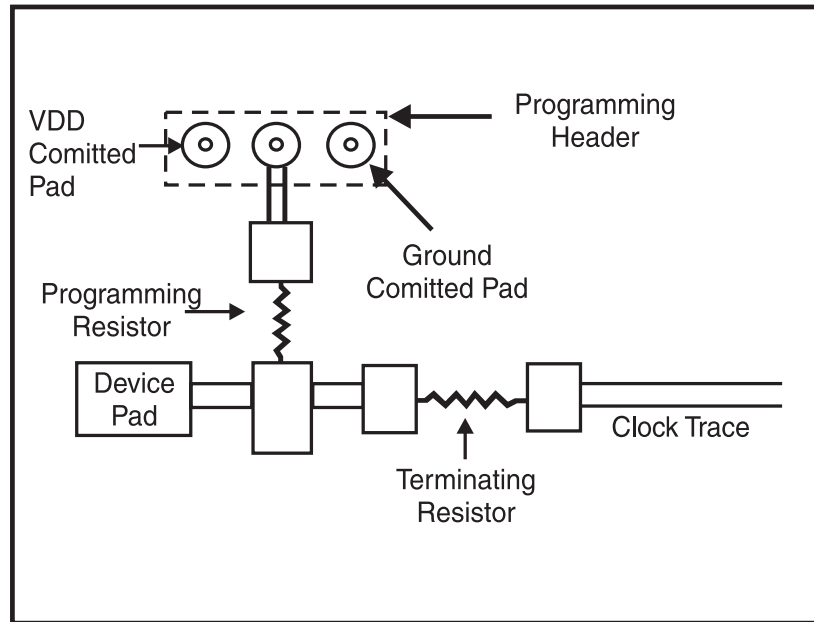 VDD
Comitted
Pad
Programming
Header
Ground
Comitted Pad
Programming
Resistor
Device
Pad
Clock Trace
Terminating
Resistor